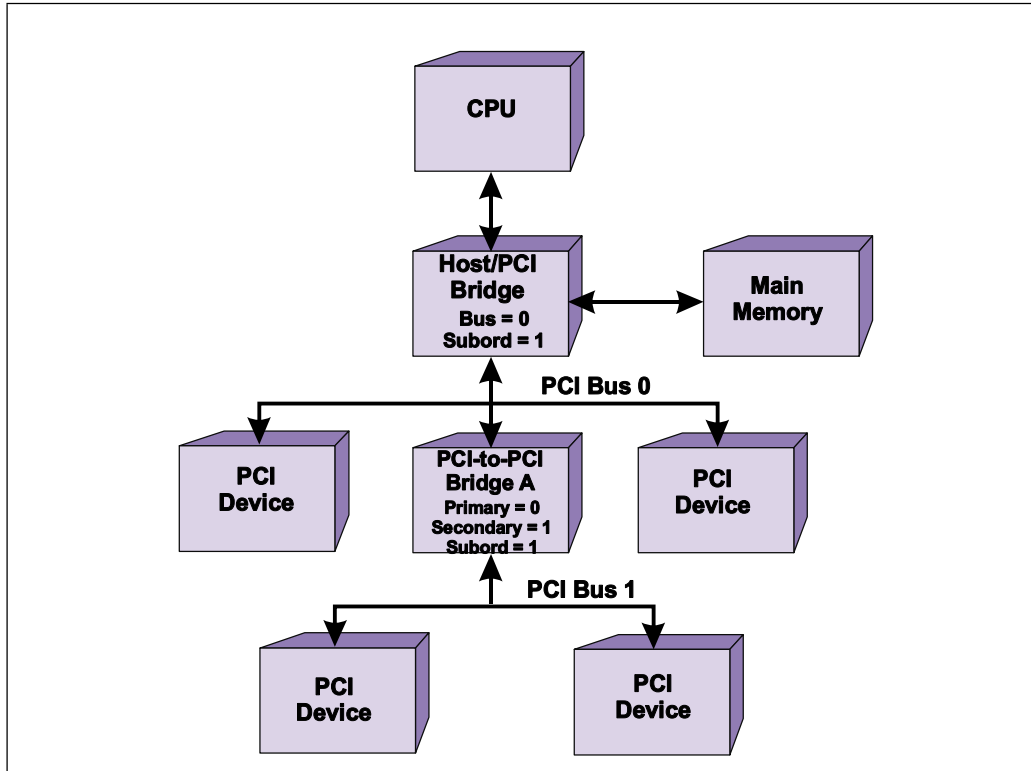 CPU
Host/PCI
Bridge
Bus = 0
Subord = 1
Main
Memory
PCI Bus 0
PCI
Device
PCI-to-PCI
Bridge A
Primary = 0
Secondary = 1
Subord = 1
PCI
Device
PCI Bus 1
PCI
Device
PCI
Device